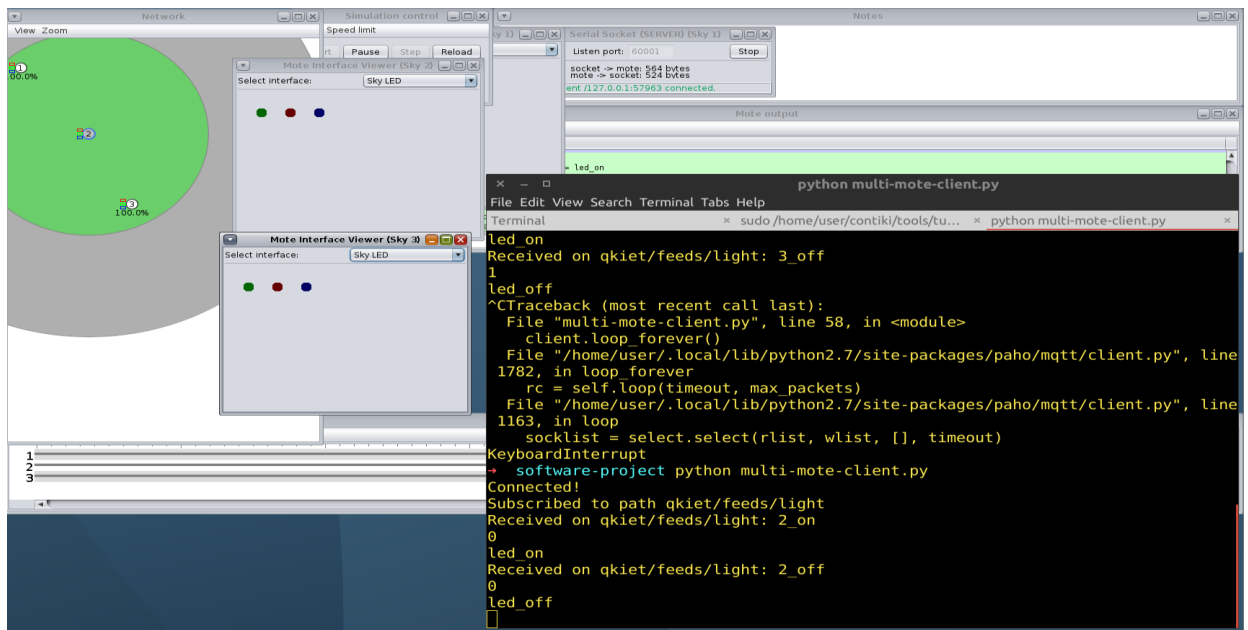 Network
View Zoom
1
00.0%
2
3
100.0%
Simulation control
Speed limit
rt Pause Step Reload
Mote Interface Viewer (Sky 2)
Select interface: Sky LED
Mote Interface Viewer (Sky 3)
Select interface: Sky LED
1
2
3
ky 1)
Serial Socket (SERVER) (Sky 1)
Listen port: 60001 Stop
socket -> mote: 564 bytes
mote -> socket: 524 bytes
ent /127.0.0.1:57963 connected.
Notes
Mote output
= led_on
python multi-mote-client.py
File Edit View Search Terminal Tabs Help
Terminal × sudo /home/user/contiki/tools/tu... × python multi-mote-client.py ×
led_on
Received on qkiet/feeds/light: 3_off
1
led_off
^CTraceback (most recent call last):
File "multi-mote-client.py", line 58, in <module>
client.loop_forever()
File "/home/user/.local/lib/python2.7/site-packages/paho/mqtt/client.py", line
1782, in loop_forever
rc = self.loop(timeout, max_packets)
File "/home/user/.local/lib/python2.7/site-packages/paho/mqtt/client.py", line
1163, in loop
socklist = select.select(rlist, wlist, [], timeout)
KeyboardInterrupt
→ software-project python multi-mote-client.py
Connected!
Subscribed to path qkiet/feeds/light
Received on qkiet/feeds/light: 2_on
0
led_on
Received on qkiet/feeds/light: 2_off
0
led_off